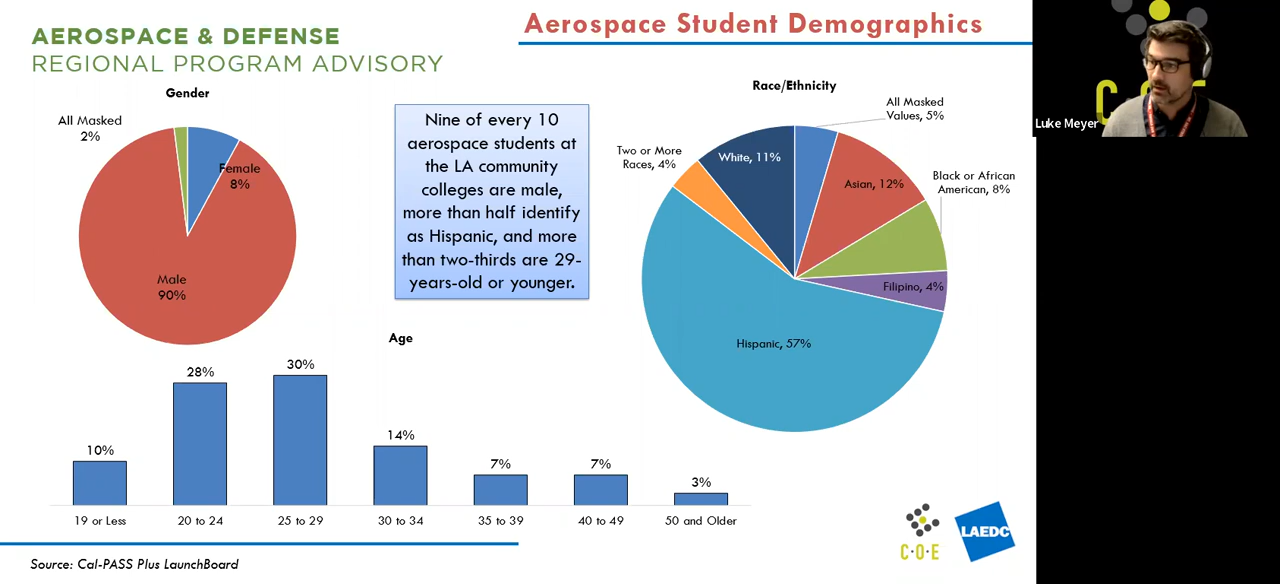 Aerospace Student Demographics
AEROSPACE & DEFENSE
REGIONAL PROGRAM ADVISORY
Gender
All Masked
2%
Female
8%
Male
90%
Nine of every 10
aerospace students at
the LA community
colleges are male,
more than half identify
as Hispanic, and more
than two-thirds are 29-
years-old or younger.
Race/Ethnicity
All Masked
Values, 5%
Two or More
Races, 4%
White, 11%
Asian, 12%
Black or African
American, 8%
Filipino, 4%
Hispanic, 57%
Age
10%
28%
30%
14%
7%
7%
3%
19 or Less
20 to 24
25 to 29
30 to 34
35 to 39
40 to 49
50 and Older
Source: Cal-PASS Plus LaunchBoard
C·O·E
LAEDC
C O E
Luke Meyer